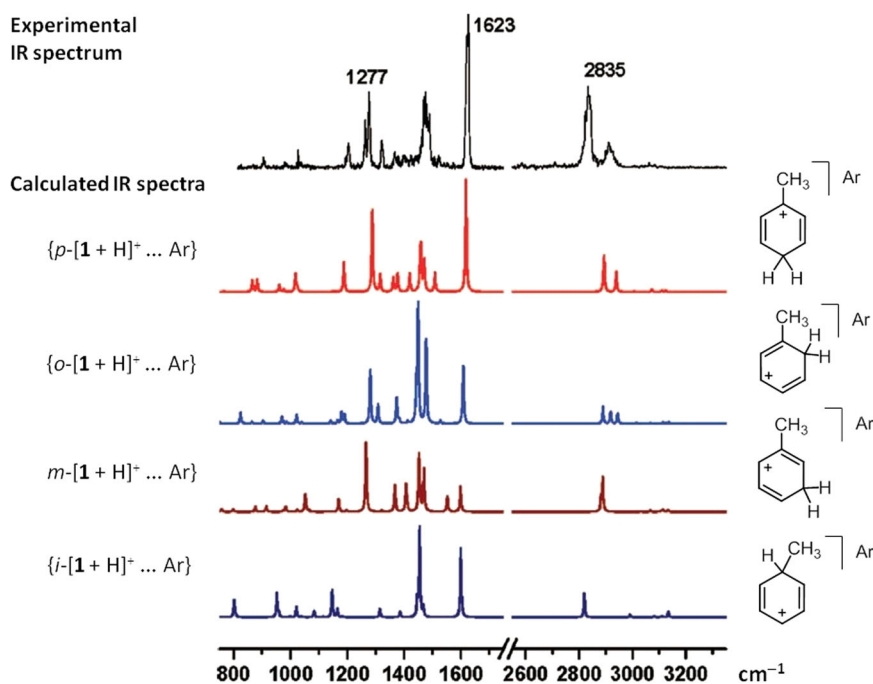 Experimental
IR spectrum
1623
1277
2835
Calculated IR spectra
{p-[1 + H]⁺ ... Ar}
CH₃
Ar
+
H H
{o-[1 + H]⁺ ... Ar}
CH₃
Ar
H
H
+
m-[1 + H]⁺ ... Ar}
CH₃
Ar
+
H
H
{i-[1 + H]⁺ ... Ar}
H CH₃
Ar
+
800 1000 1200 1400 1600 2600 2800 3000 3200 cm⁻¹